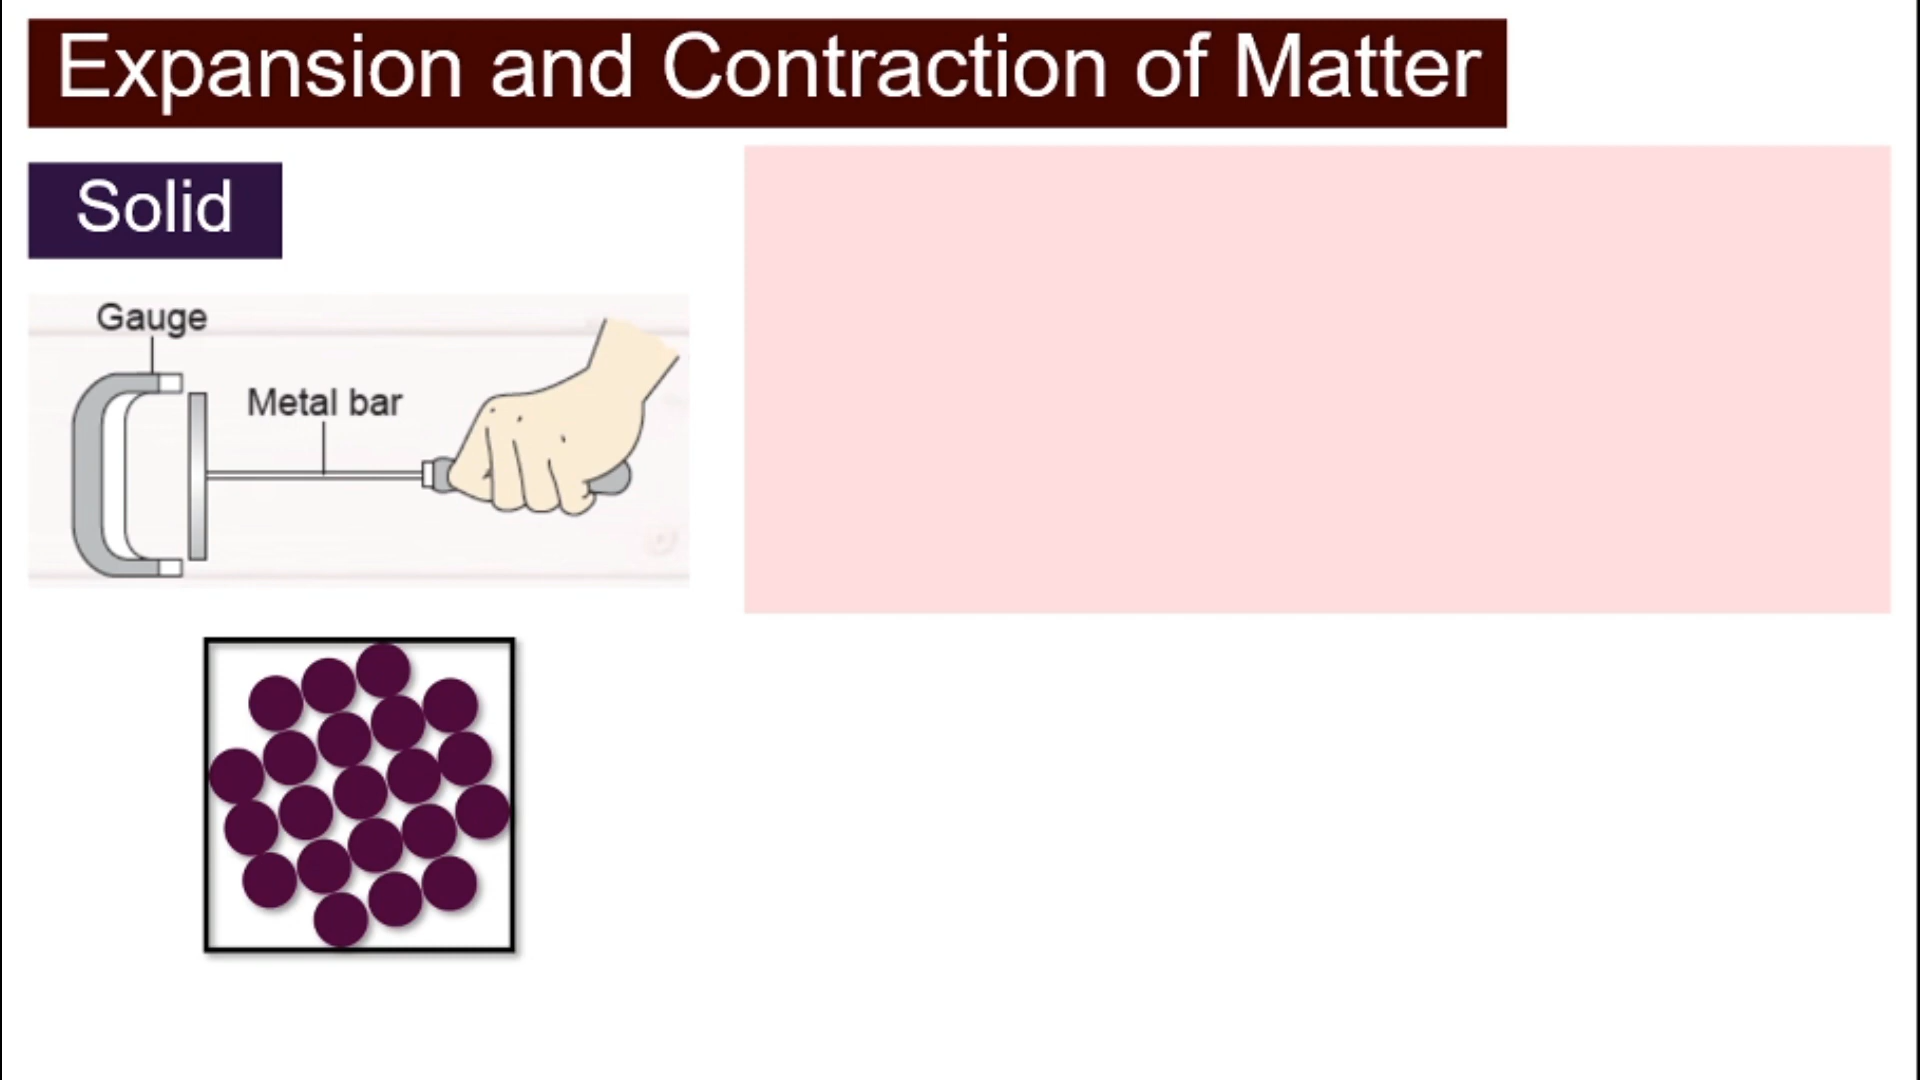 Expansion and Contraction of Matter
Solid
Gauge
Metal bar